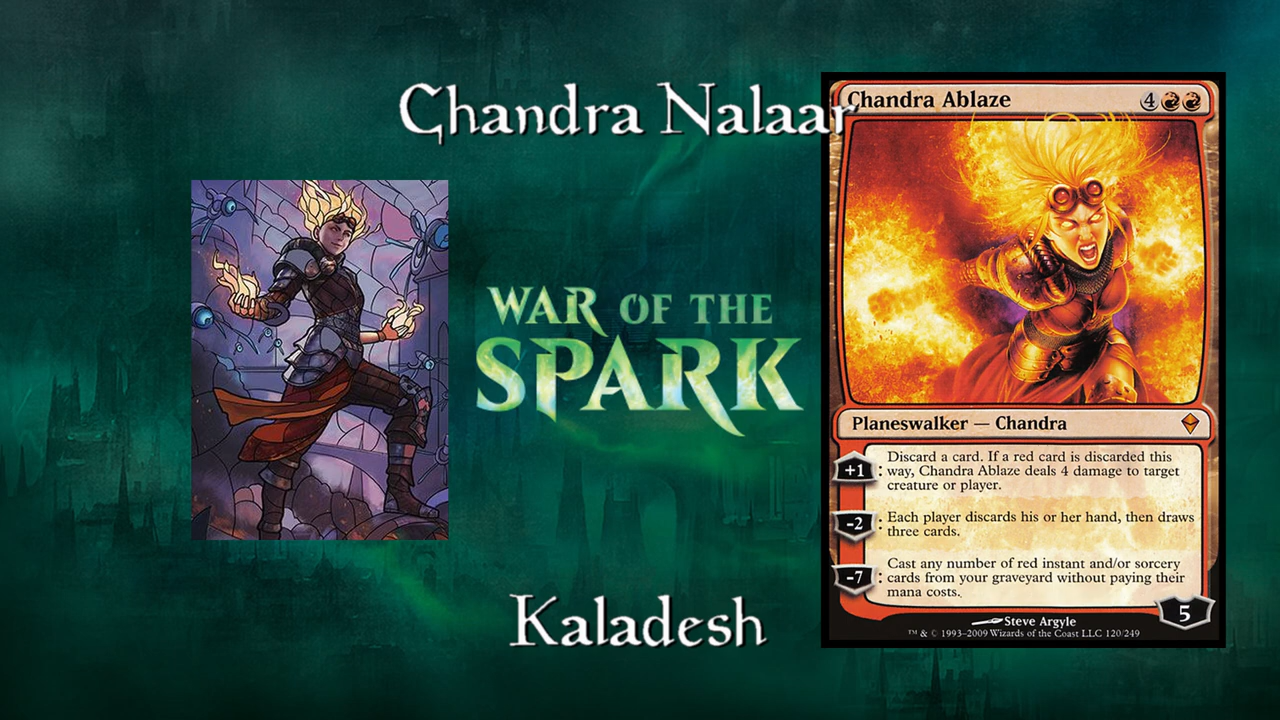 Chandra Nalaar
WAR OF THE
SPARK
Kaladesh
Chandra Ablaze 4
Planeswalker — Chandra
+1: Discard a card. If a red card is discarded this
way, Chandra Ablaze deals 4 damage to target
creature or player.
-2: Each player discards his or her hand, then draws
three cards.
-7: Cast any number of red instant and/or sorcery
cards from your graveyard without paying their
mana costs.
5
Steve Argyle
™ & © 1993–2009 Wizards of the Coast LLC 120/249